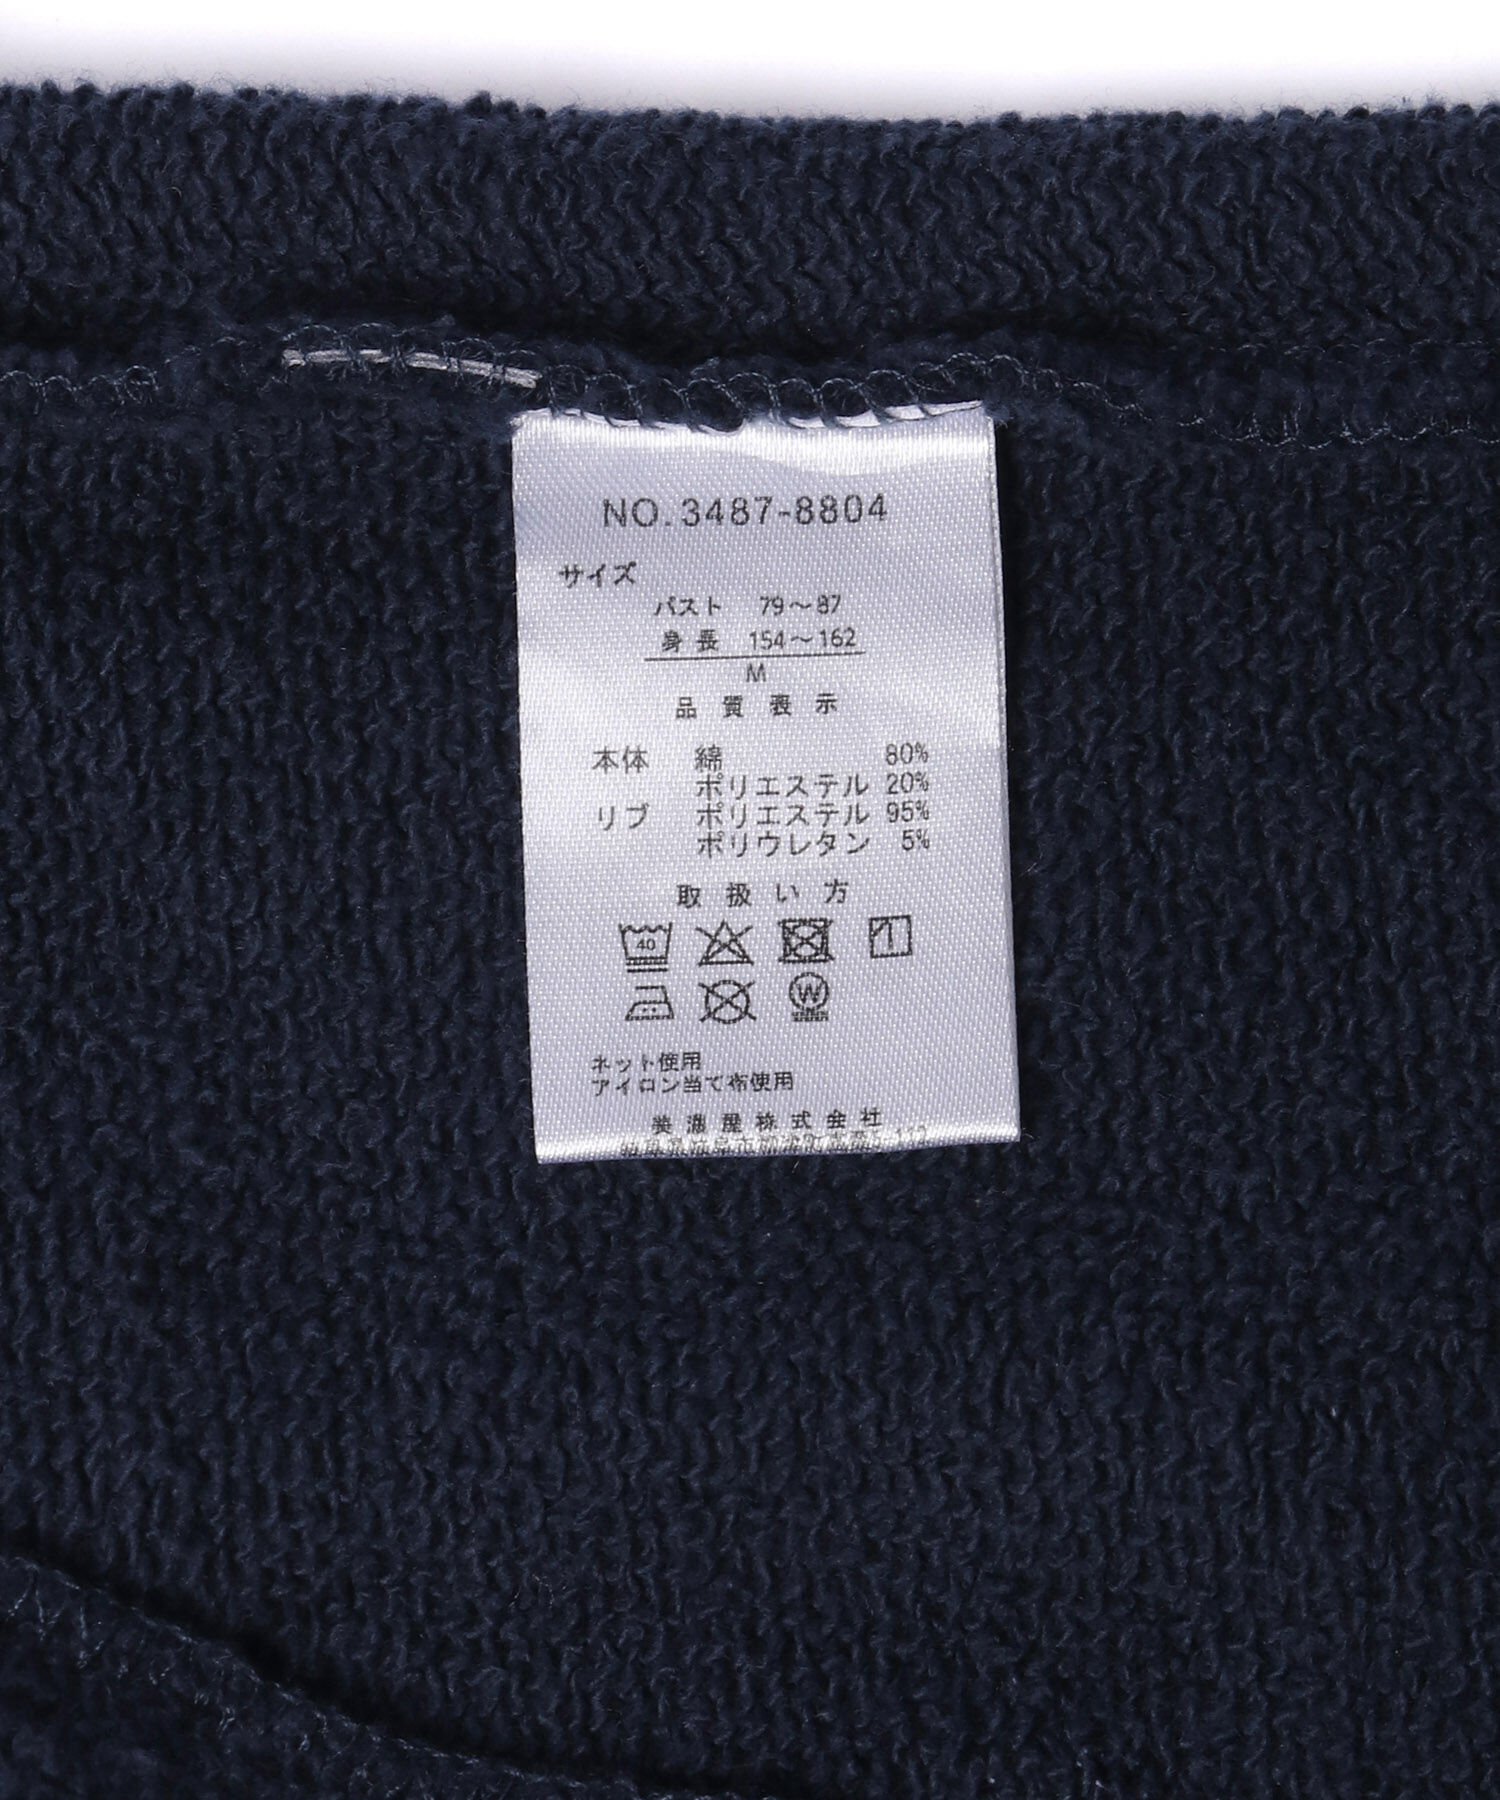 NO.3487-8804
サイズ
バスト 79～87
身長 154～162
M
品質表示
本体 綿 80%
ポリエステル 20%
リブ ポリエステル 95%
ポリウレタン 5%
取扱い方
40
W
ネット使用
アイロン当て布使用
美濃屋株式会社